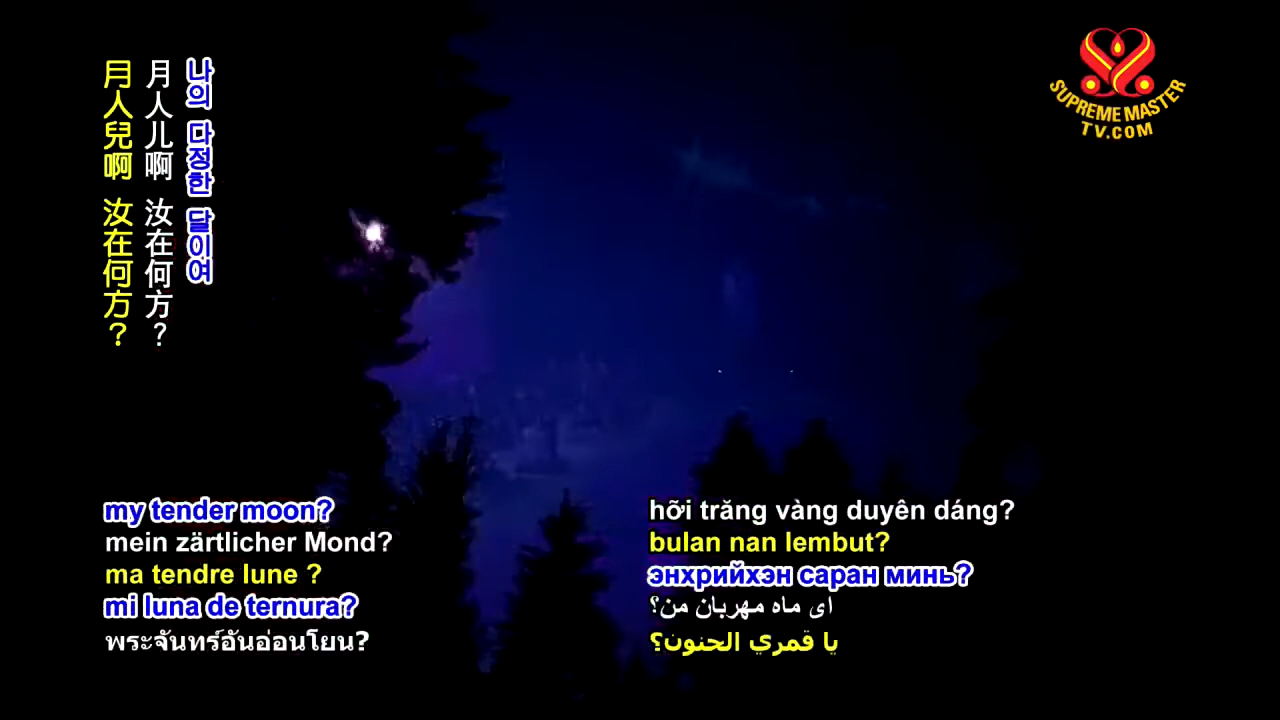 나의 다정한 달이여
月人儿啊 汝在何方？
月人兒啊 汝在何方？
SUPREME MASTER
TV.COM
my tender moon?
mein zärtlicher Mond?
ma tendre lune ?
mi luna de ternura?
พระจันทร์อันอ่อนโยน?
hỡi trăng vàng duyên dáng?
bulan nan lembut?
энхрийхэн саран минь?
ای ماه مهربان من؟
يا قمري الحنون؟